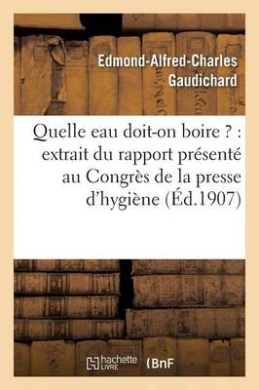 Edmond-Alfred-Charles
Gaudichard
Quelle eau doit-on boire ? :
extrait du rapport présenté
au Congrès de la presse
d'hygiène (Éd.1907)
hachette
LIVRE
{BnF